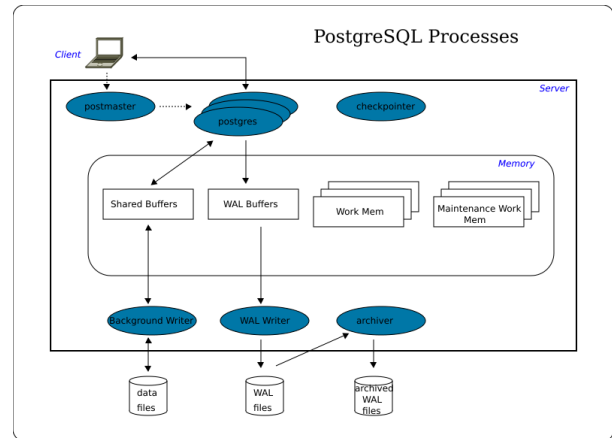 PostgreSQL Processes
Client
Server
postmaster
postgres
checkpointer
Memory
Shared Buffers
WAL Buffers
Work Mem
Maintenance Work
Mem
Background Writer
WAL Writer
archiver
data
files
WAL
files
archived
WAL
files